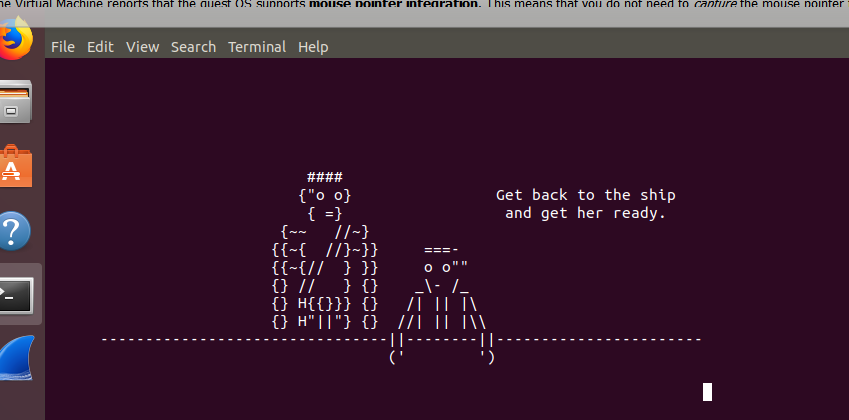 he Virtual Machine reports that the guest OS supports mouse pointer integration. This means that you do not need to capture the mouse pointer
File Edit View Search Terminal Help
                       ####
                      {"o o}                Get back to the ship
                       { =}                  and get her ready.
                    {~~   //~}
                   {{~{  //}~}}     ===-
                   {{~{//  } }}     o o""
                   {} //   } {}    _\- /_
                   {} H{{}}} {}   /| || |\
                   {} H"||"} {}  //| || |\\
--------------------------------||--------||-----------------------
                                ('        ')